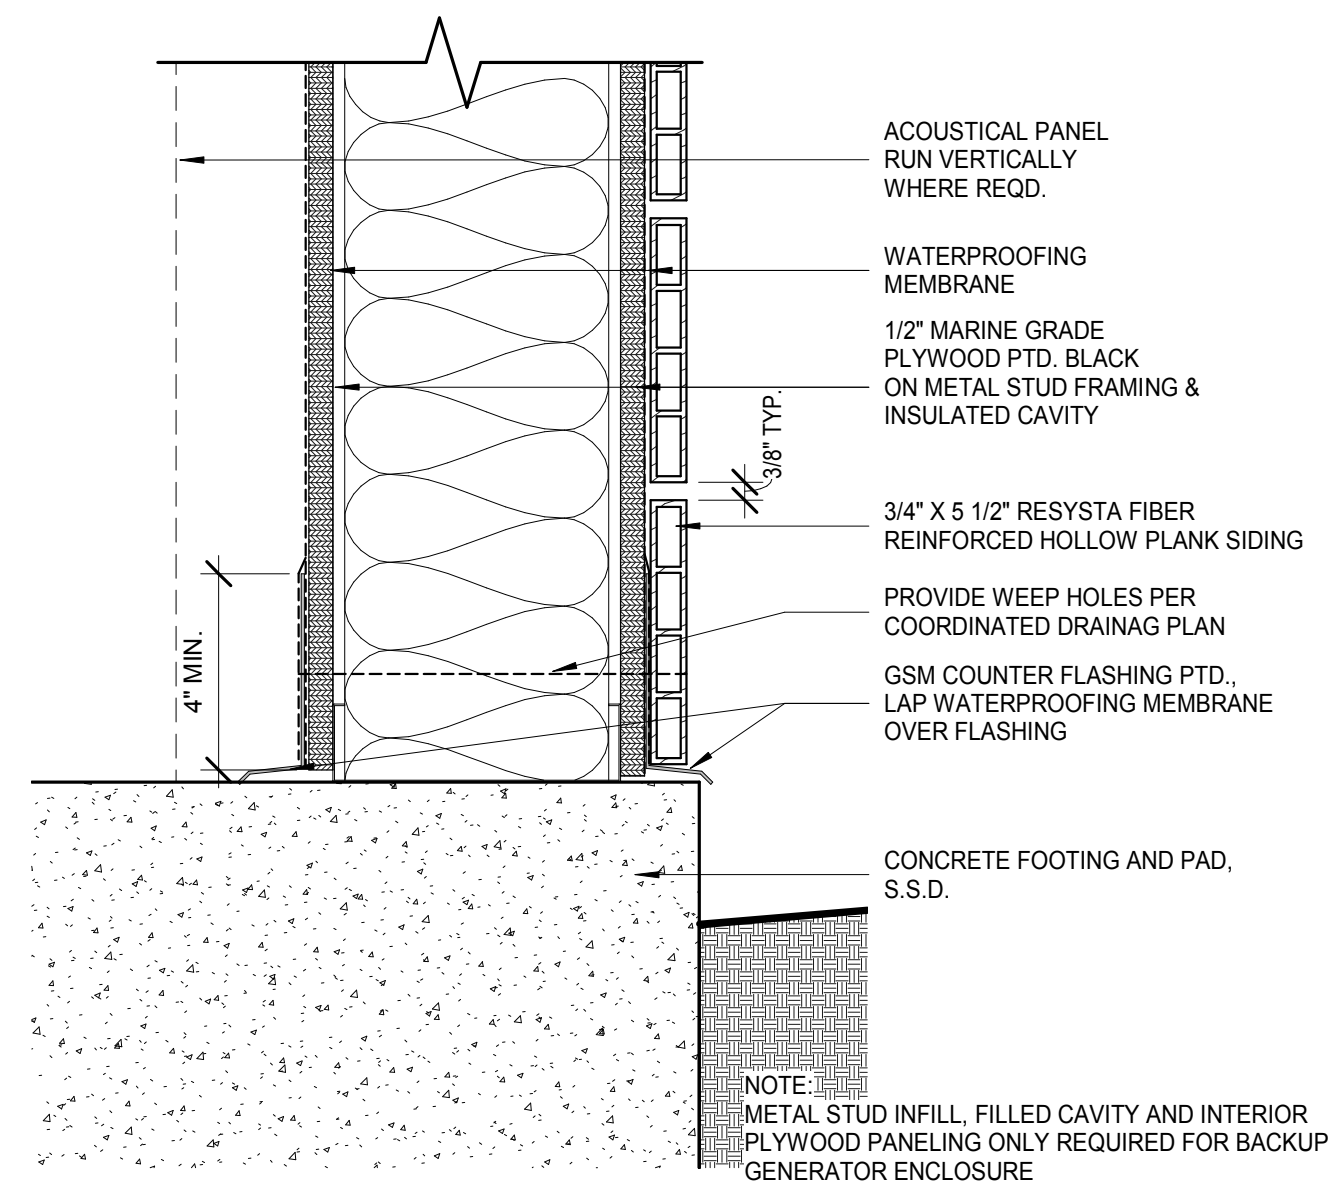 ACOUSTICAL PANEL
RUN VERTICALLY
WHERE REQD.
WATERPROOFING
MEMBRANE
1/2" MARINE GRADE
PLYWOOD PTD. BLACK
ON METAL STUD FRAMING &
INSULATED CAVITY
3/8" TYP.
3/4" X 5 1/2" RESYSTA FIBER
REINFORCED HOLLOW PLANK SIDING
PROVIDE WEEP HOLES PER
COORDINATED DRAINAG PLAN
4" MIN.
GSM COUNTER FLASHING PTD.,
LAP WATERPROOFING MEMBRANE
OVER FLASHING
CONCRETE FOOTING AND PAD,
S.S.D.
NOTE:
METAL STUD INFILL, FILLED CAVITY AND INTERIOR
PLYWOOD PANELING ONLY REQUIRED FOR BACKUP
GENERATOR ENCLOSURE